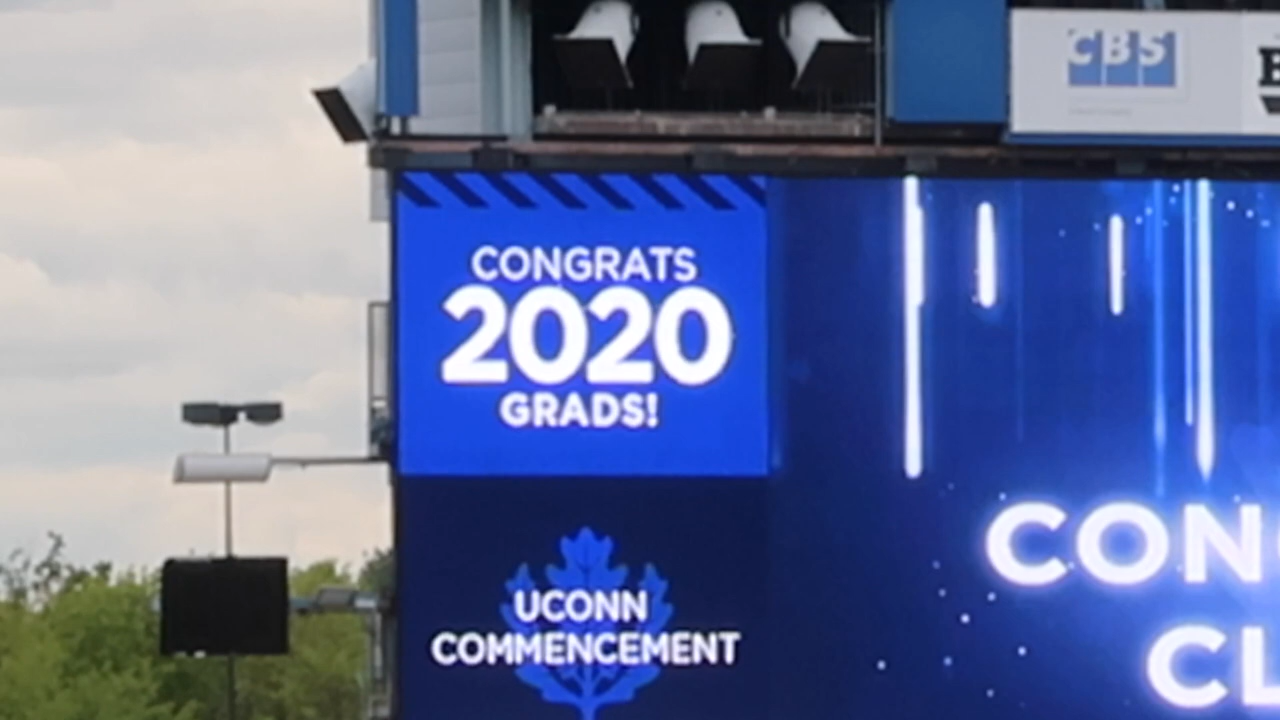 CBS
CONGRATS
2020
GRADS!
UCONN
COMMENCEMENT